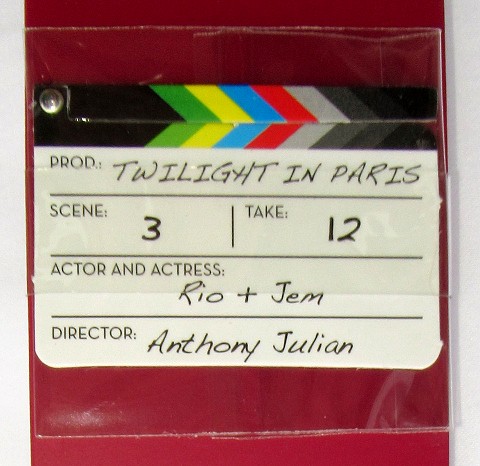 PROD.: TWILIGHT IN PARIS
SCENE: 3 TAKE: 12
ACTOR AND ACTRESS:
Rio + Jem
DIRECTOR: Anthony Julian